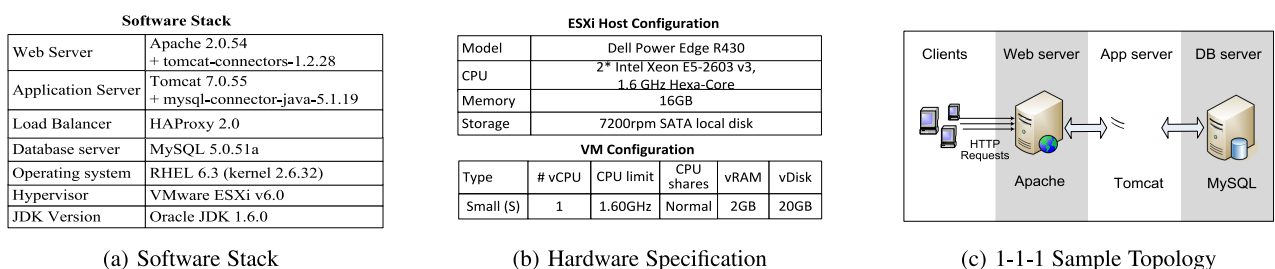 Software Stack
Web Server
Apache 2.0.54
+ tomcat-connectors-1.2.28
Application Server
Tomcat 7.0.55
+ mysql-connector-java-5.1.19
Load Balancer
HAProxy 2.0
Database server
MySQL 5.0.51a
Operating system
RHEL 6.3 (kernel 2.6.32)
Hypervisor
VMware ESXi v6.0
JDK Version
Oracle JDK 1.6.0
(a) Software Stack
ESXi Host Configuration
Model
Dell Power Edge R430
CPU
2* Intel Xeon E5-2603 v3,
1.6 GHz Hexa-Core
Memory
16GB
Storage
7200rpm SATA local disk
VM Configuration
Type
# vCPU
CPU limit
CPU
shares
vRAM
vDisk
Small (S)
1
1.60GHz
Normal
2GB
20GB
(b) Hardware Specification
Clients
Web server
App server
DB server
HTTP
Requests
Apache
Tomcat
MySQL
(c) 1-1-1 Sample Topology